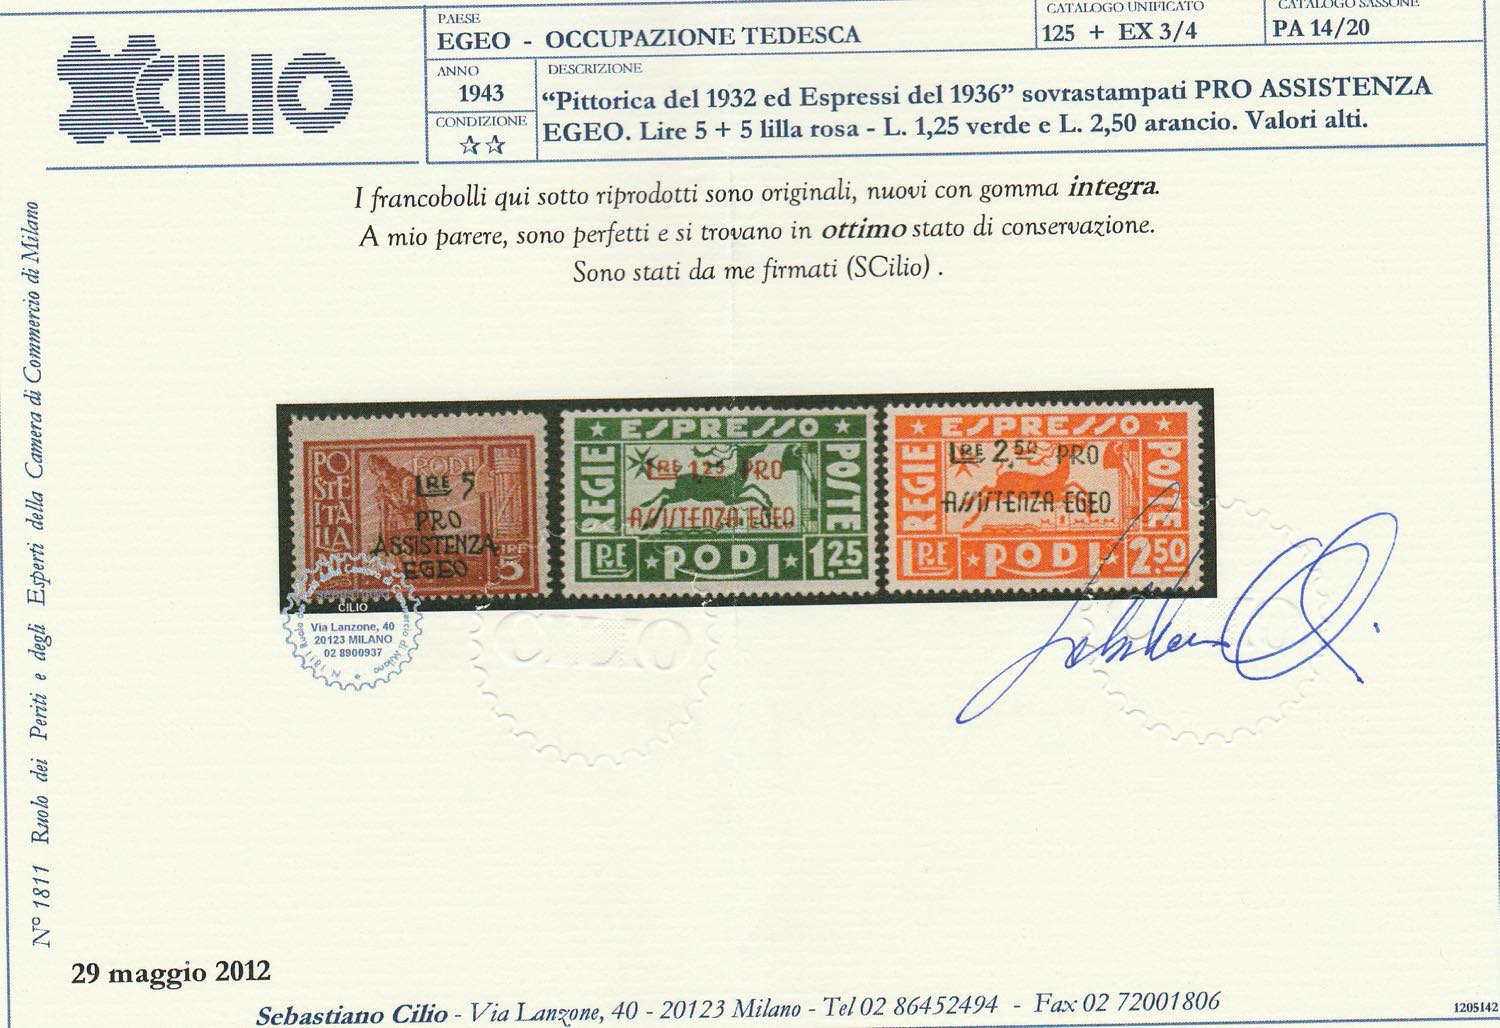 CILIO
PAESE
EGEO - OCCUPAZIONE TEDESCA
CATALOGO UNIFICATO
125 + EX 3/4
CATALOGO SASSONE
PA 14/20
ANNO
1943
CONDIZIONE
☆☆
DESCRIZIONE
“Pittorica del 1932 ed Espressi del 1936” sovrastampati PRO ASSISTENZA
EGEO. Lire 5 + 5 lilla rosa - L. 1,25 verde e L. 2,50 arancio. Valori alti.
I francobolli qui sotto riprodotti sono originali, nuovi con gomma integra.
A mio parere, sono perfetti e si trovano in ottimo stato di conservazione.
Sono stati da me firmati (SCilio) .
N° 1811 Ruolo dei Periti e degli Esperti della Camera di Commercio di Milano
POSTE ITALIA
RODI
LRE 5
PRO
ASSISTENZA
EGEO
LIRE
5
ESPRESSO
REGIE
POSTE
LRE 1,25 PRO
ASSISTENZA EGEO
LRE RODI 1.25
ESPRESSO
REGIE
POSTE
LRE 2,50 PRO
ASSISTENZA EGEO
LRE RODI 2.50
CILIO
Via Lanzone, 40
20123 MILANO
02 8900937
CILIO
29 maggio 2012
Sebastiano Cilio - Via Lanzone, 40 - 20123 Milano - Tel 02 86452494 - Fax 02 72001806
1205142